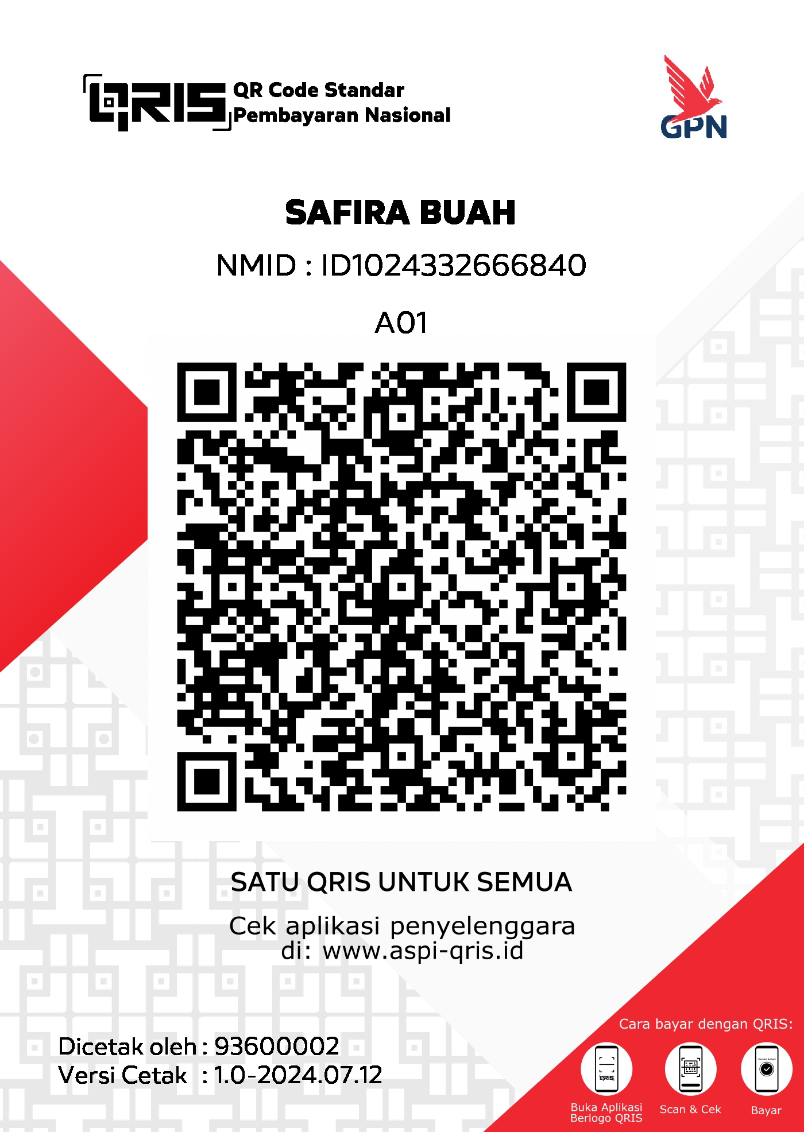 QRIS QR Code Standar
Pembayaran Nasional
GPN
SAFIRA BUAH
NMID : ID1024332666840
A01
SATU QRIS UNTUK SEMUA
Cek aplikasi penyelenggara
di: www.aspi-qris.id
Dicetak oleh : 93600002
Versi Cetak : 1.0-2024.07.12
Cara bayar dengan QRIS:
Buka Aplikasi
Berlogo QRIS
Scan & Cek
Bayar